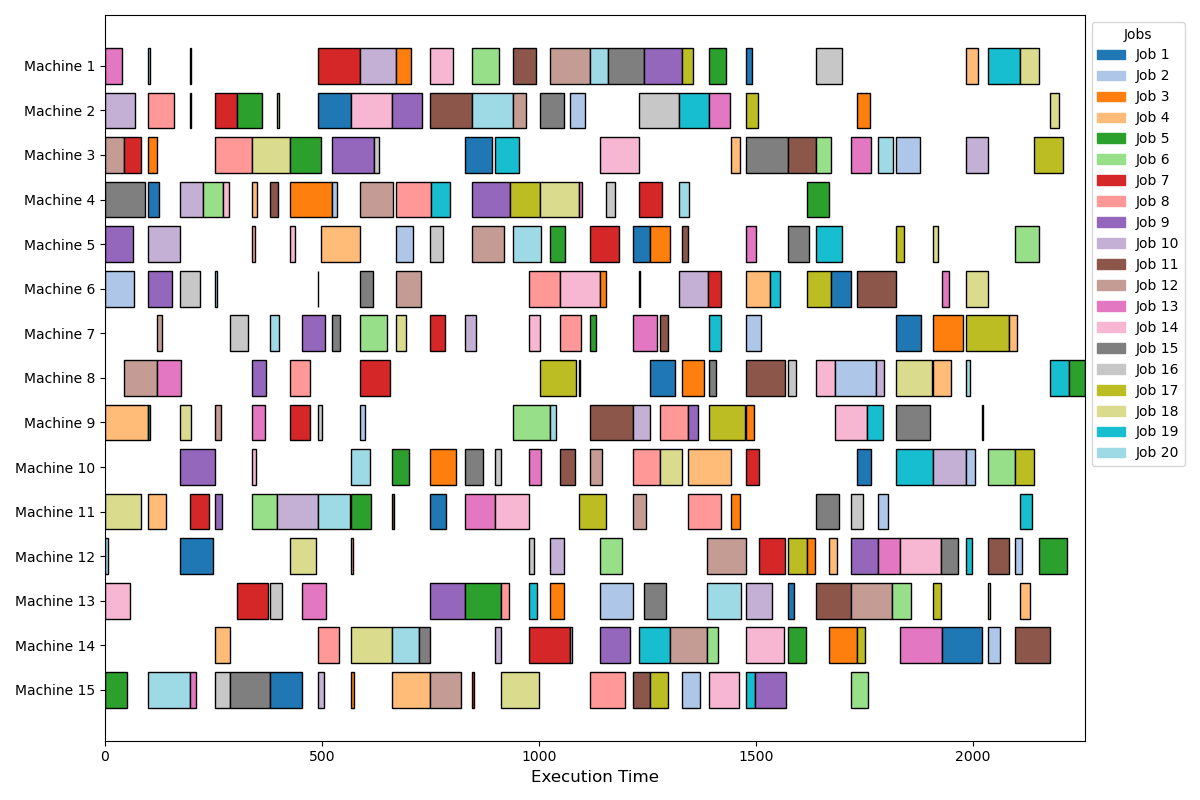 Machine 1
Machine 2
Machine 3
Machine 4
Machine 5
Machine 6
Machine 7
Machine 8
Machine 9
Machine 10
Machine 11
Machine 12
Machine 13
Machine 14
Machine 15
0
500
1000
1500
2000
Execution Time
Jobs
Job 1
Job 2
Job 3
Job 4
Job 5
Job 6
Job 7
Job 8
Job 9
Job 10
Job 11
Job 12
Job 13
Job 14
Job 15
Job 16
Job 17
Job 18
Job 19
Job 20